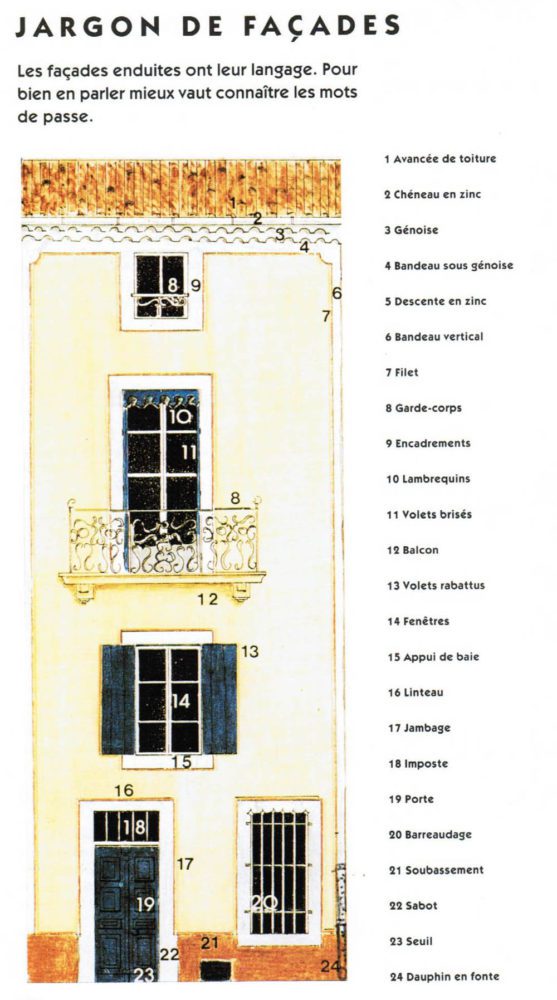 JARGON DE FAÇADES
Les façades enduites ont leur langage. Pour
bien en parler mieux vaut connaître les mots
de passe.
1 Avancée de toiture
2 Chéneau en zinc
3 Génoise
4 Bandeau sous génoise
5 Descente en zinc
6 Bandeau vertical
7 Filet
8 Garde-corps
9 Encadrements
10 Lambrequins
11 Volets brisés
12 Balcon
13 Volets rabattus
14 Fenêtres
15 Appui de baie
16 Linteau
17 Jambage
18 Imposte
19 Porte
20 Barreaudage
21 Soubassement
22 Sabot
23 Seuil
24 Dauphin en fonte
1
2
3
4
8
9
6
7
10
11
8
12
13
14
15
16
18
17
19
20
21
22
23
24